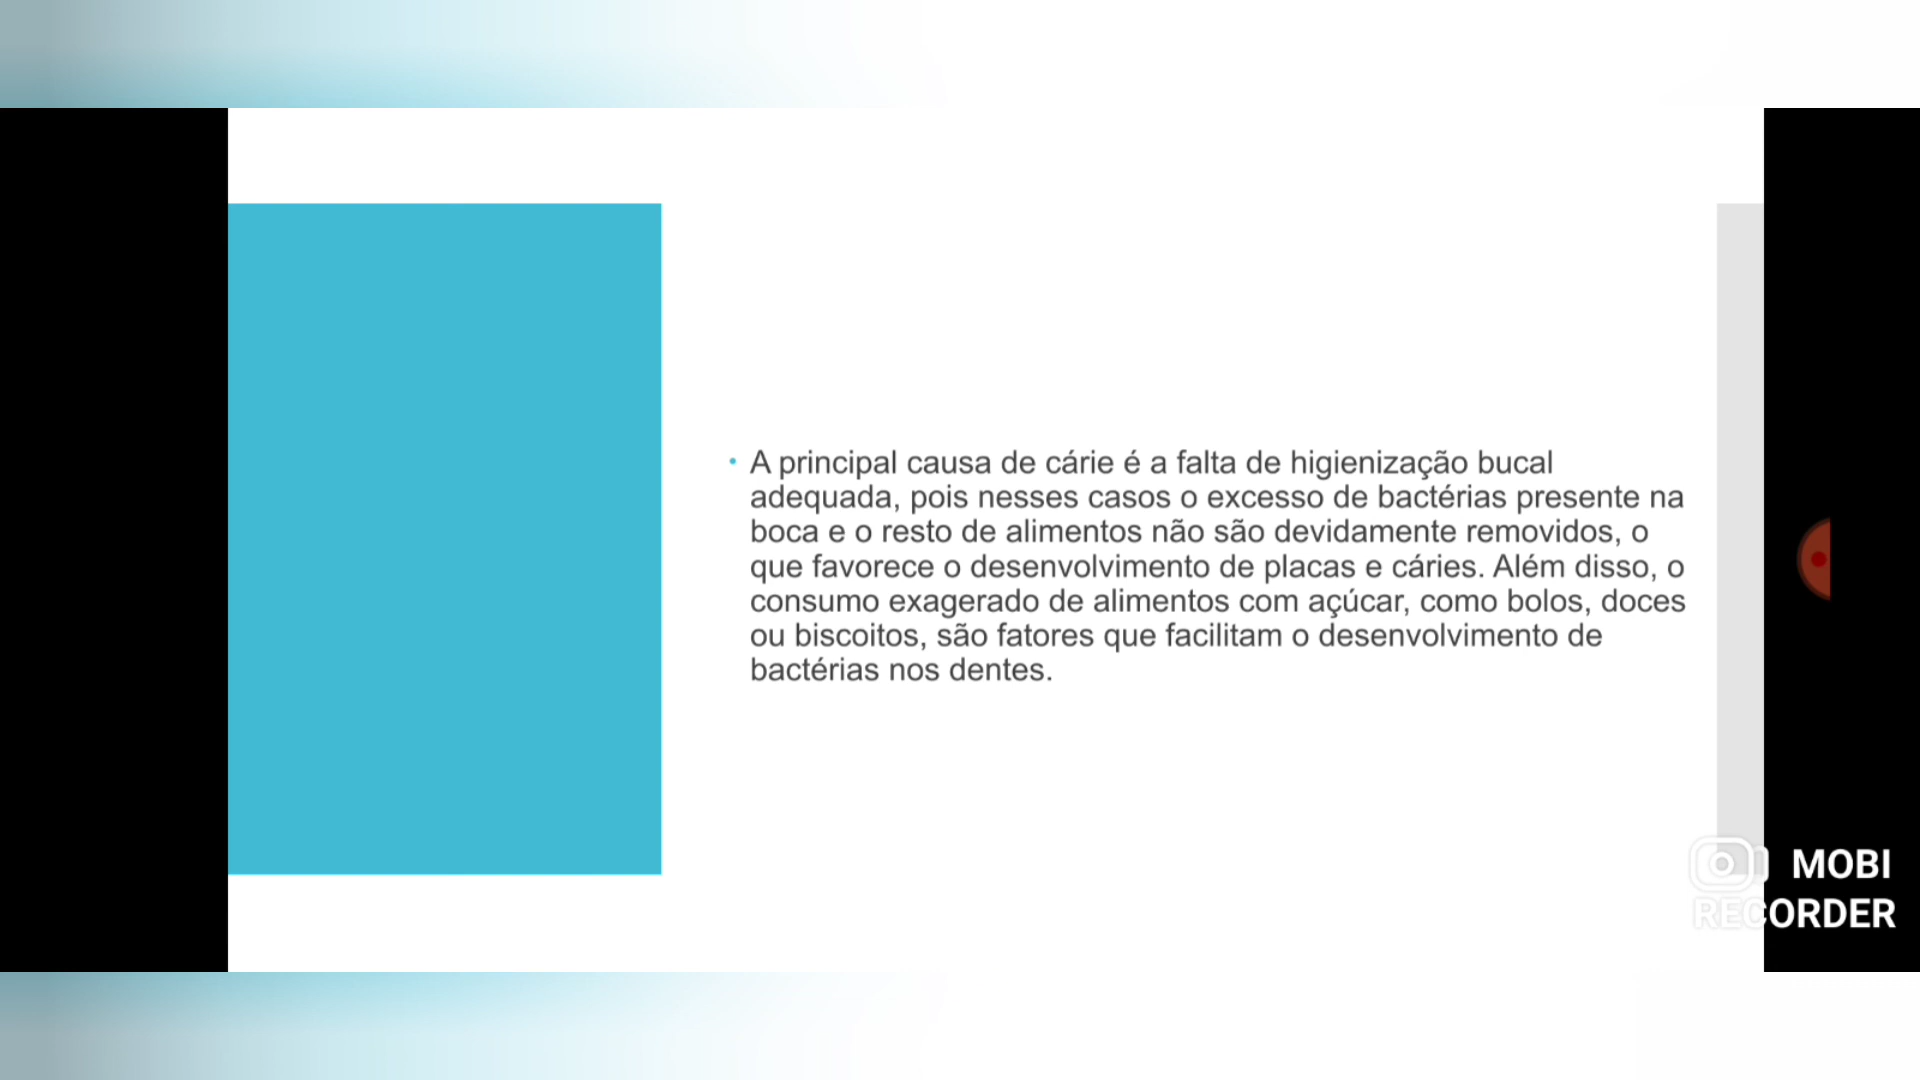 • A principal causa de cárie é a falta de higienização bucal
adequada, pois nesses casos o excesso de bactérias presente na
boca e o resto de alimentos não são devidamente removidos, o
que favorece o desenvolvimento de placas e cáries. Além disso, o
consumo exagerado de alimentos com açúcar, como bolos, doces
ou biscoitos, são fatores que facilitam o desenvolvimento de
bactérias nos dentes.
MOBI
RECORDER